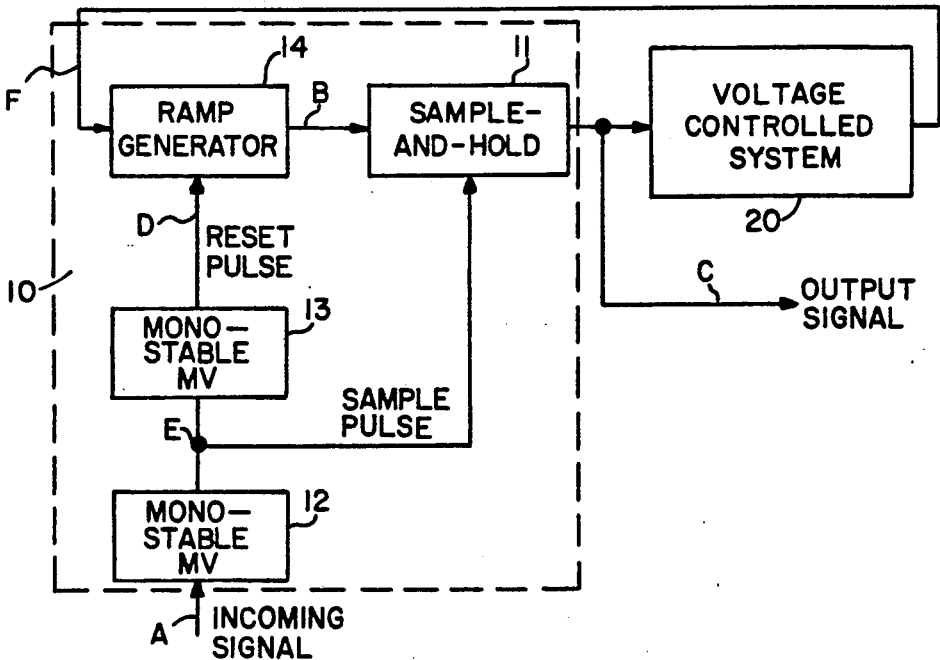 F
14
RAMP
GENERATOR
B
11
SAMPLE-
AND-HOLD
VOLTAGE
CONTROLLED
SYSTEM
20
D
RESET
PULSE
10
C
OUTPUT
SIGNAL
13
MONO-
STABLE
MV
E
SAMPLE
PULSE
12
MONO-
STABLE
MV
A
INCOMING
SIGNAL